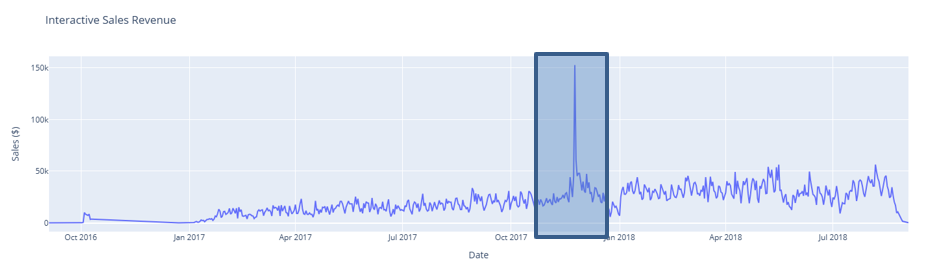 Interactive Sales Revenue
150k
100k
50k
0
Sales ($)
Oct 2016
Jan 2017
Apr 2017
Jul 2017
Oct 2017
Jan 2018
Apr 2018
Jul 2018
Date